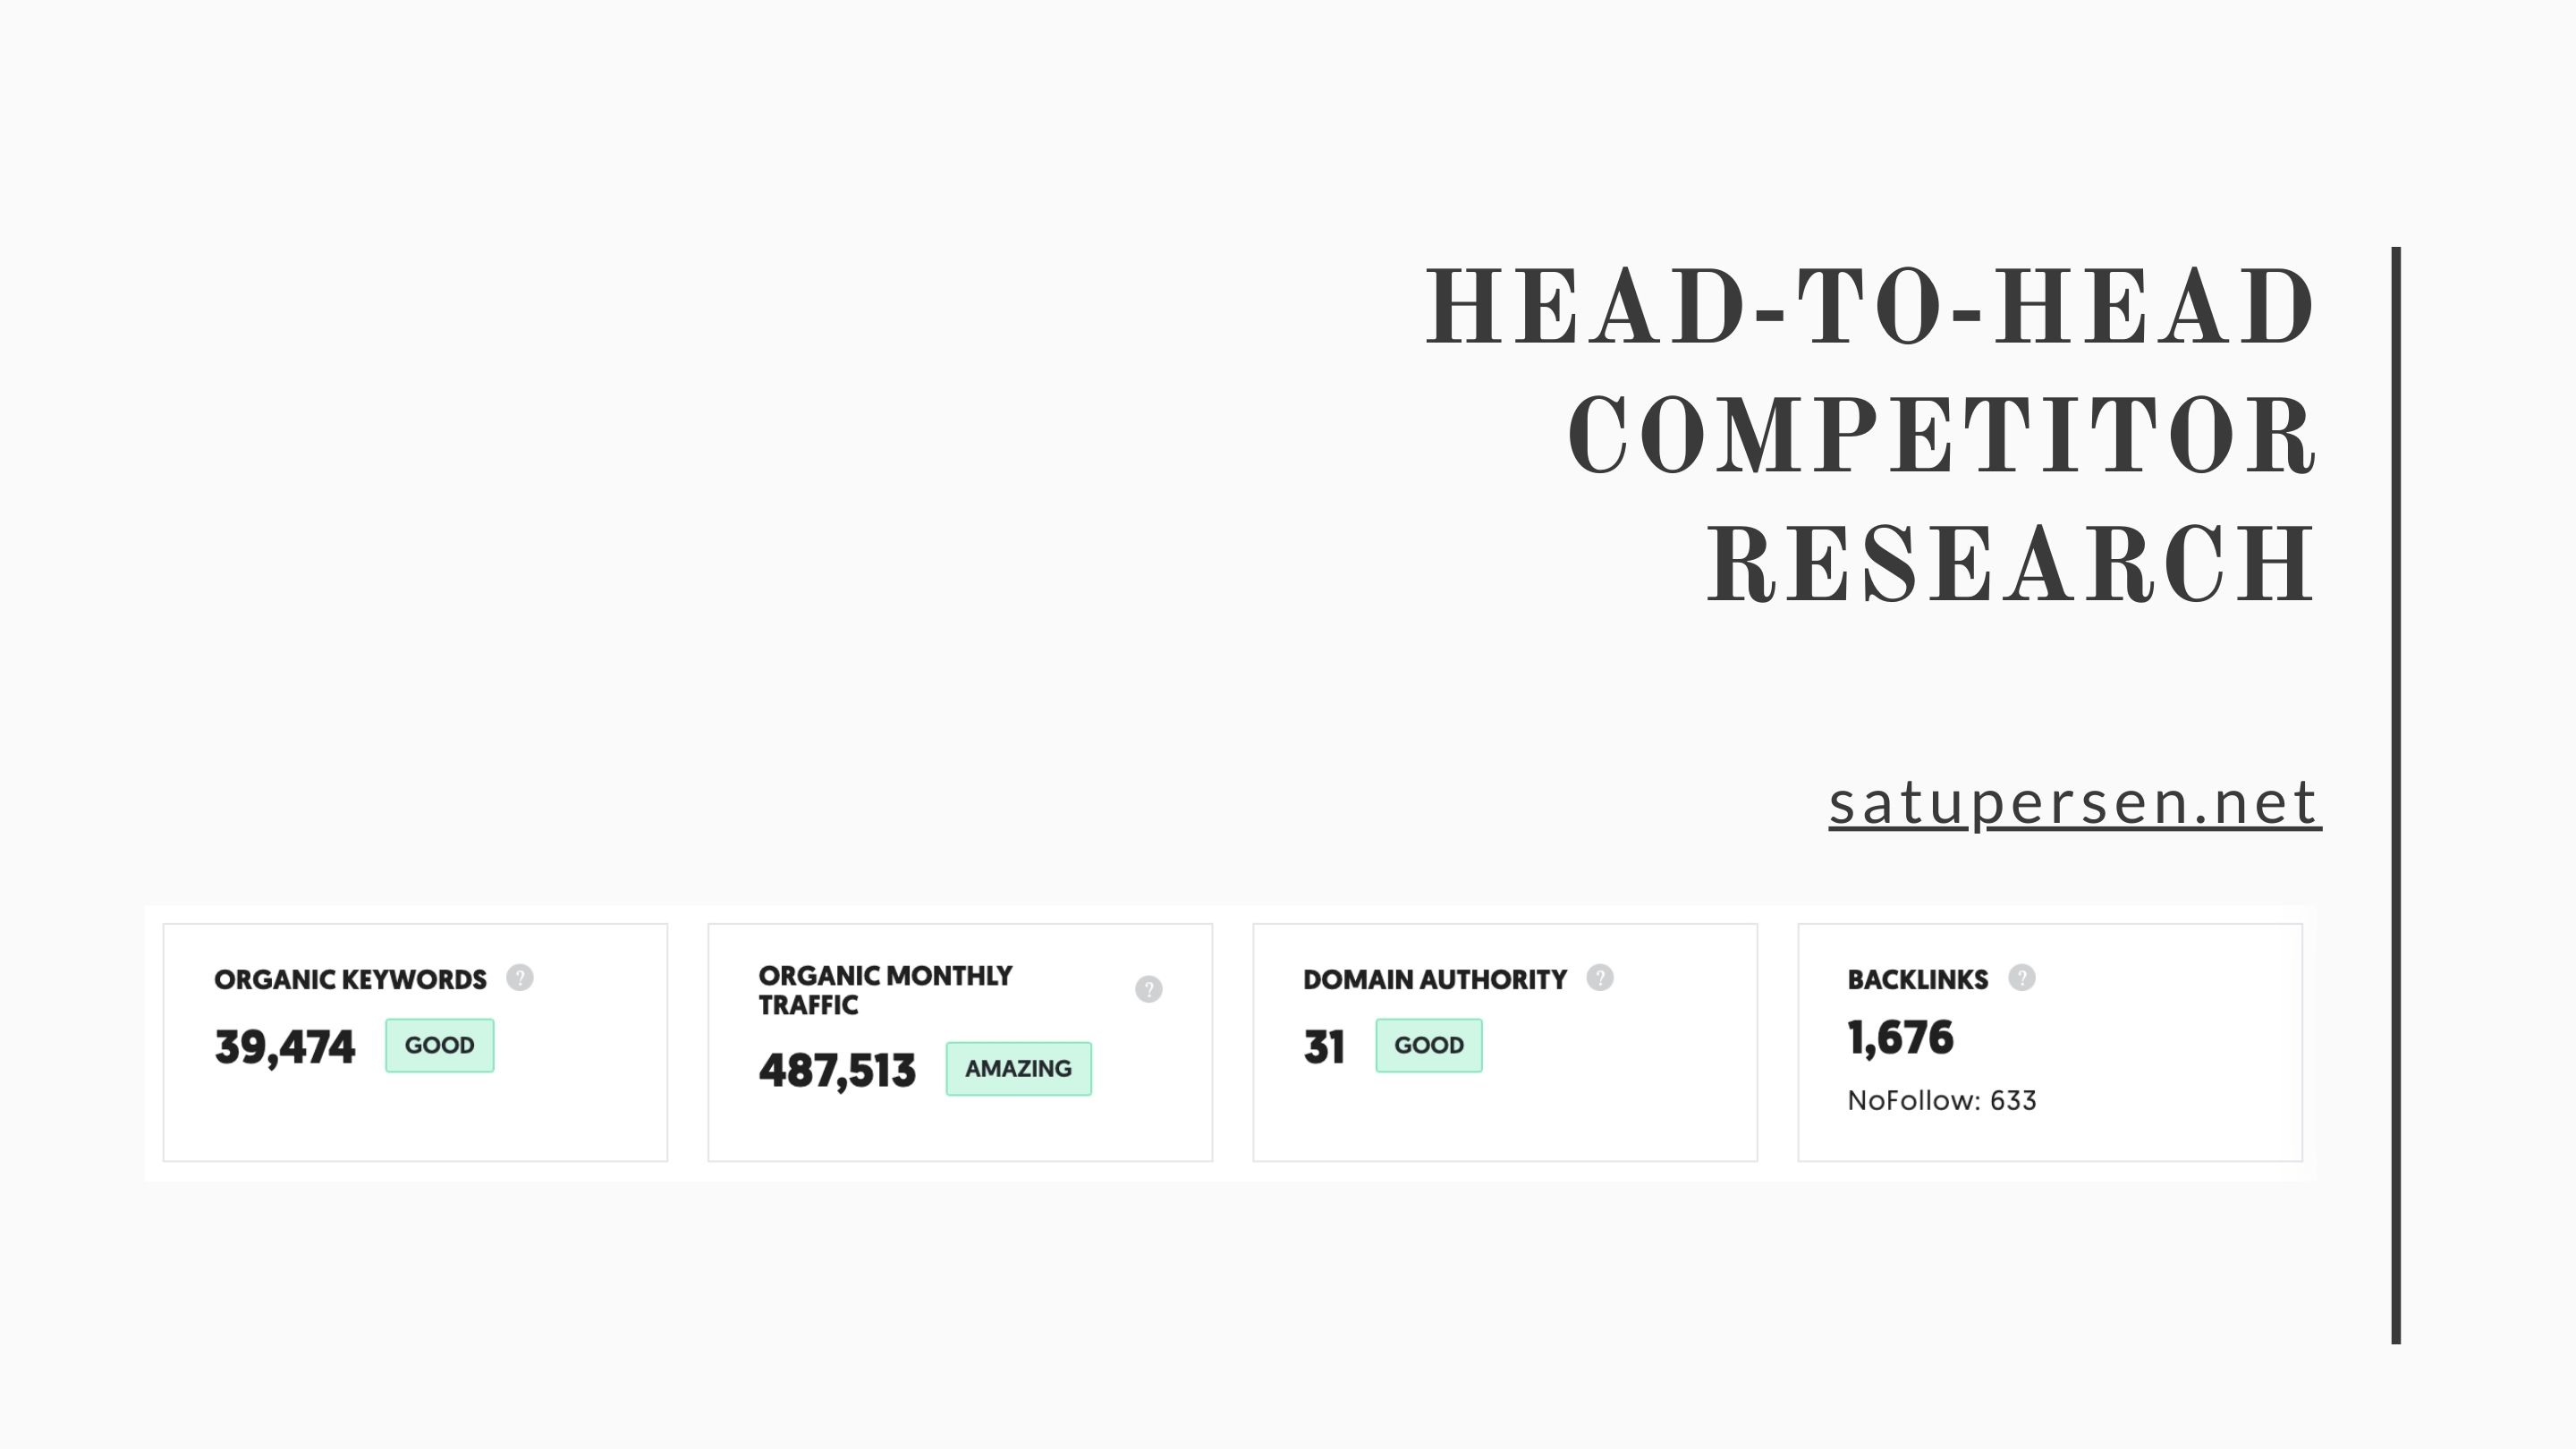 HEAD-TO-HEAD
COMPETITOR
RESEARCH
satupersen.net
ORGANIC KEYWORDS ?
39,474 GOOD
ORGANIC MONTHLY
TRAFFIC ?
487,513 AMAZING
DOMAIN AUTHORITY ?
31 GOOD
BACKLINKS ?
1,676
NoFollow: 633